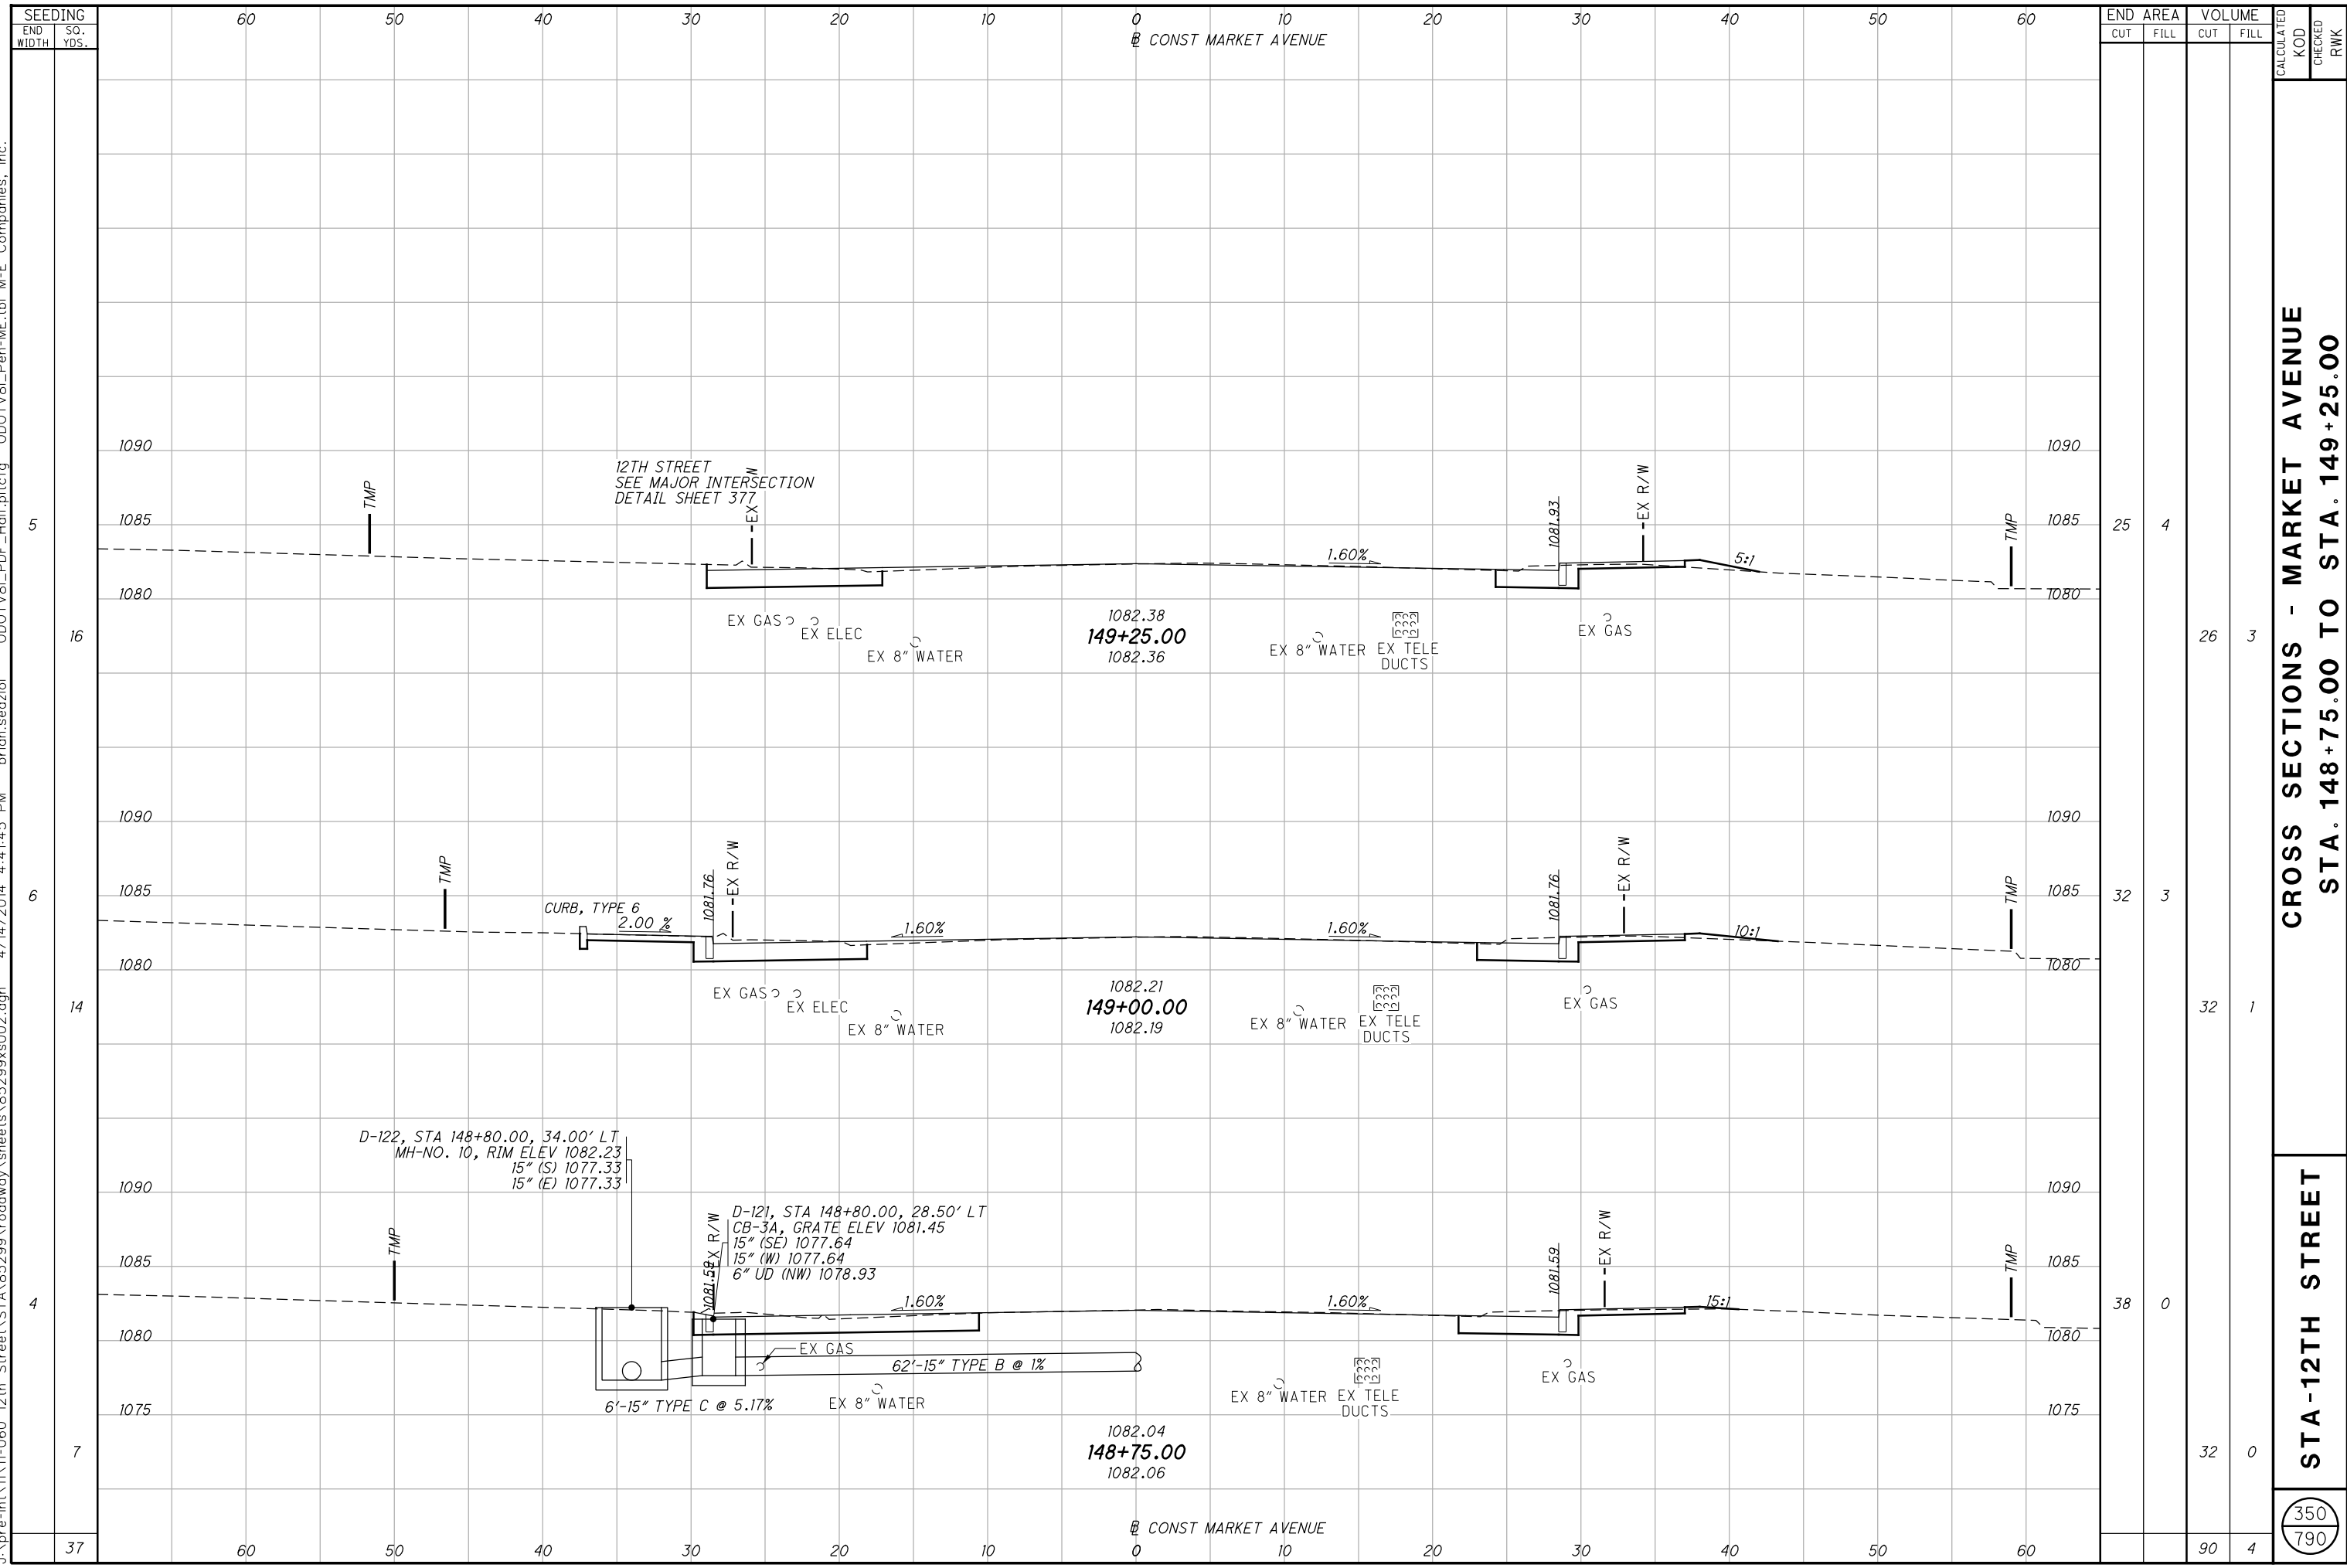 SEEDING
END WIDTH
SQ. YDS.
60 50 40 30 20 10 0 10 20 30 40 50 60
℄ CONST MARKET AVENUE
END AREA VOLUME
CUT FILL CUT FILL
CALCULATED
KOD
CHECKED
RWK
1090 1090
12TH STREET
SEE MAJOR INTERSECTION
DETAIL SHEET 377
TMP
EX R/W
1081.93
TMP
5 1085 1085 25 4
1.60% 5:1
1080 1080
EX GAS
EX ELEC
EX 8" WATER
1082.38
149+25.00
1082.36
EX 8" WATER
EX TELE
DUCTS
EX GAS
16 26 3
1090 1090
TMP
EX R/W
1081.76
1081.76
EX R/W
TMP
6 1085 1085 32 3
CURB, TYPE 6
2.00 % 1.60% 1.60% 10:1
1080 1080
EX GAS
EX ELEC
EX 8" WATER
1082.21
149+00.00
1082.19
EX 8" WATER
EX TELE
DUCTS
EX GAS
14 32 1
D-122, STA 148+80.00, 34.00' LT
MH-NO. 10, RIM ELEV 1082.23
15" (S) 1077.33
15" (E) 1077.33
1090 1090
D-121, STA 148+80.00, 28.50' LT
CB-3A, GRATE ELEV 1081.45
15" (SE) 1077.64
15" (W) 1077.64
6" UD (NW) 1078.93
TMP
EX R/W
1081.59
1081.59
EX R/W
TMP
1085 1085
4 1.60% 1.60% 15:1 38 0
1080 1080
EX GAS
62'-15" TYPE B @ 1%
6'-15" TYPE C @ 5.17%
EX 8" WATER
EX 8" WATER
EX TELE
DUCTS
EX GAS
1075 1075
1082.04
148+75.00
1082.06
7 32 0
℄ CONST MARKET AVENUE
37 60 50 40 30 20 10 0 10 20 30 40 50 60 90 4
CROSS SECTIONS - MARKET AVENUE
STA. 148+75.00 TO STA. 149+25.00
STA-12TH STREET
350
790
4/14/2014 4:41:45 PM